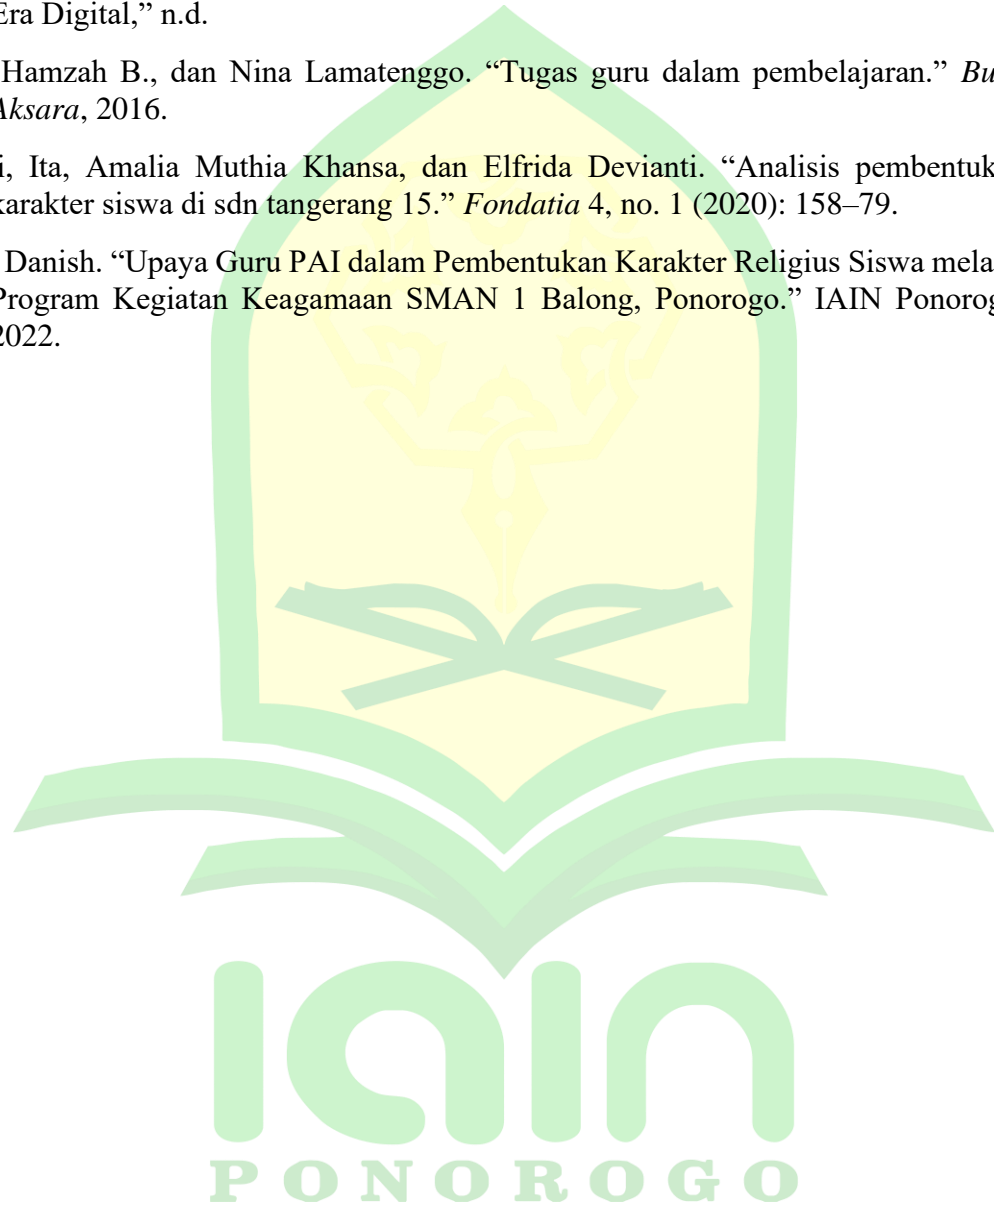 Era Digital,” n.d.
Hamzah B., dan Nina Lamatenggo. “Tugas guru dalam pembelajaran.” Bu
Aksara, 2016.
i, Ita, Amalia Muthia Khansa, dan Elfrida Devianti. “Analisis pembentuk
karakter siswa di sdn tangerang 15.” Fondatia 4, no. 1 (2020): 158–79.
Danish. “Upaya Guru PAI dalam Pembentukan Karakter Religius Siswa mela
Program Kegiatan Keagamaan SMAN 1 Balong, Ponorogo.” IAIN Ponorog
2022.
IAIN
PONOROGO